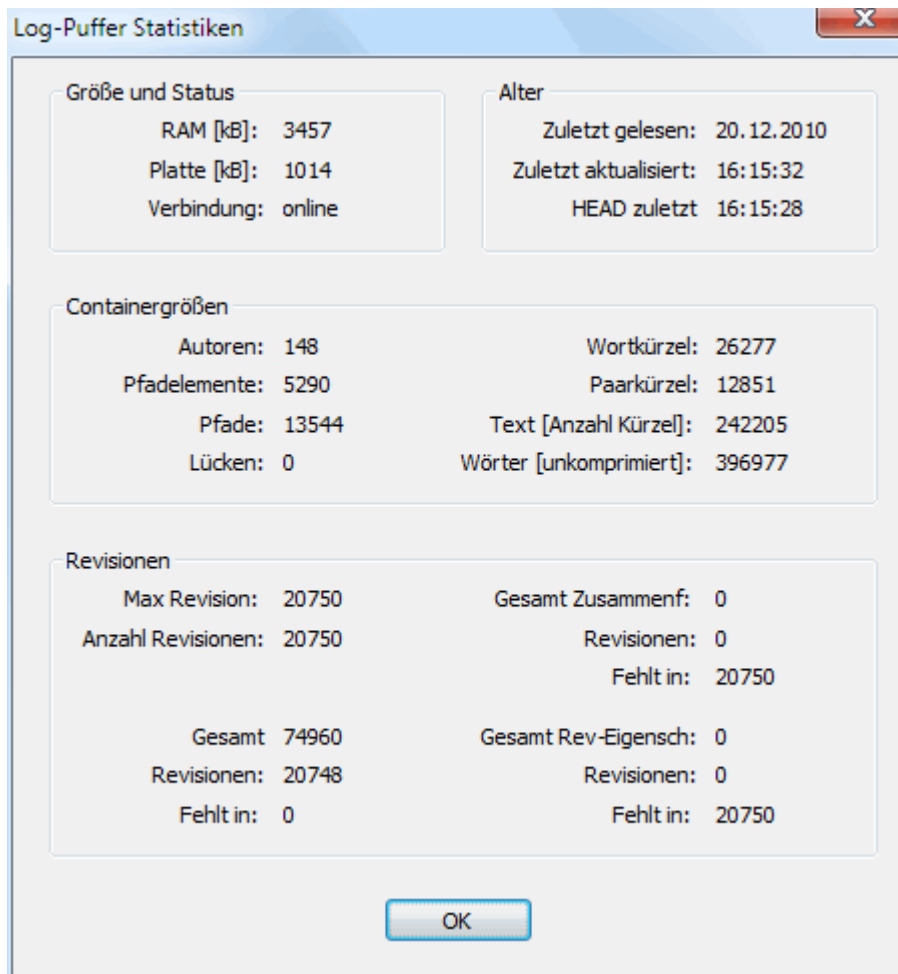 Log-Puffer Statistiken
Größe und Status
RAM [kB]: 3457
Platte [kB]: 1014
Verbindung: online
Alter
Zuletzt gelesen: 20.12.2010
Zuletzt aktualisiert: 16:15:32
HEAD zuletzt 16:15:28
Containergrößen
Autoren: 148
Pfadelemente: 5290
Pfade: 13544
Lücken: 0
Wortkürzel: 26277
Paarkürzel: 12851
Text [Anzahl Kürzel]: 242205
Wörter [unkomprimiert]: 396977
Revisionen
Max Revision: 20750
Anzahl Revisionen: 20750
Gesamt 74960
Revisionen: 20748
Fehlt in: 0
Gesamt Zusammenf: 0
Revisionen: 0
Fehlt in: 20750
Gesamt Rev-Eigensch: 0
Revisionen: 0
Fehlt in: 20750
OK